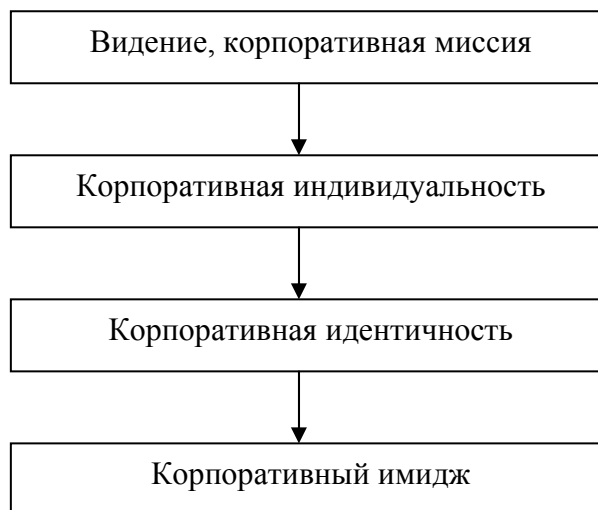 Видение, корпоративная миссия
Корпоративная индивидуальность
Корпоративная идентичность
Корпоративный имидж